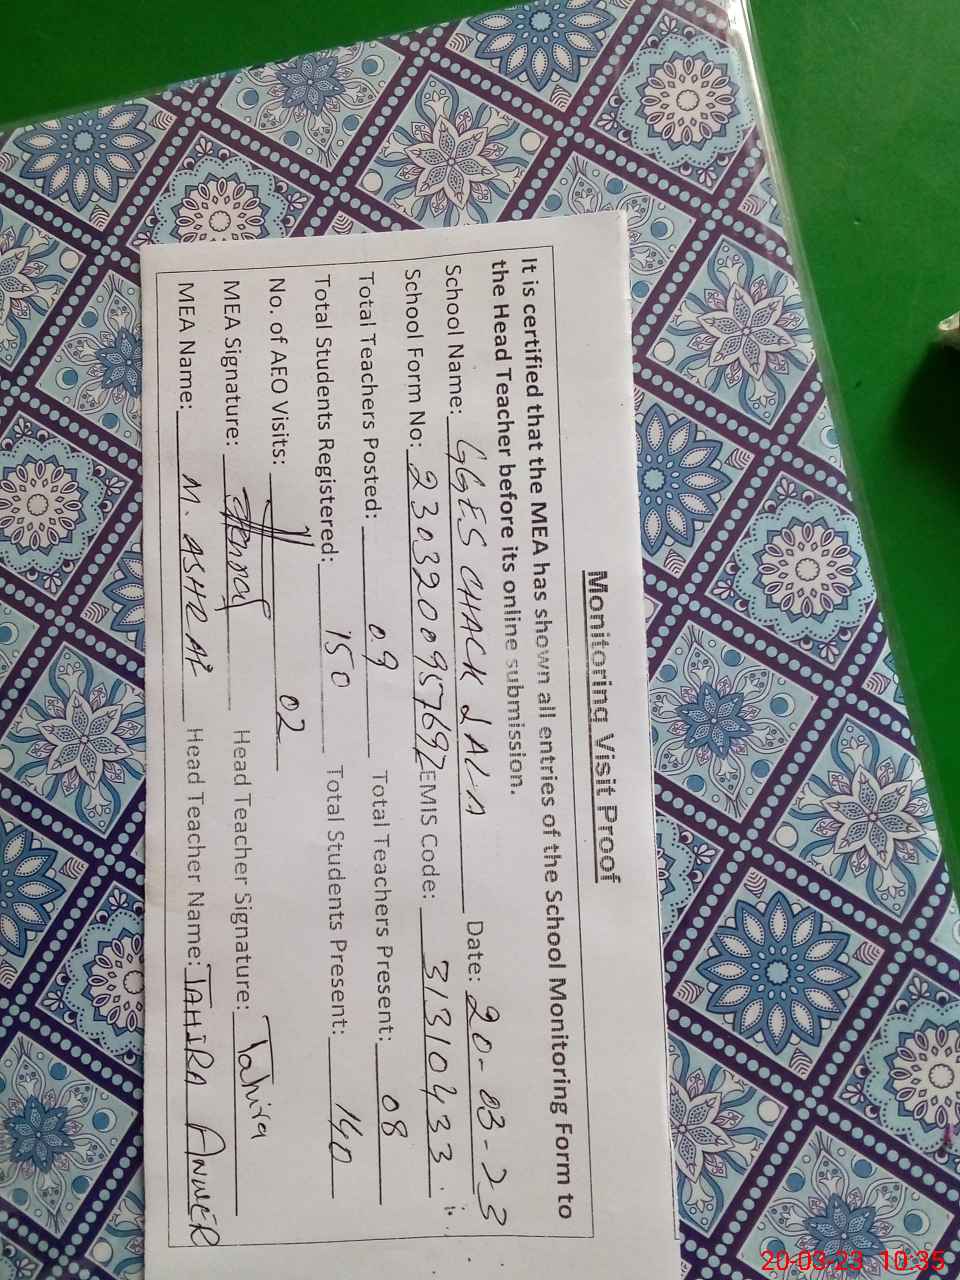 Monitoring Visit Proof
It is certified that the MEA has shown all entries of the School Monitoring Form to
the Head Teacher before its online submission.
School Name: GGES CHACK JALA Date: 20-03-23
School Form No: 2303200957692 EMIS Code: 31310433
Total Teachers Posted: 09 Total Teachers Present: 08
Total Students Registered: 150 Total Students Present: 140
No. of AEO Visits: 02
MEA Signature: Head Teacher Signature: Tahira
MEA Name: M. ASHRAF Head Teacher Name: TAHIRA ANWER
20-03-23 10:35